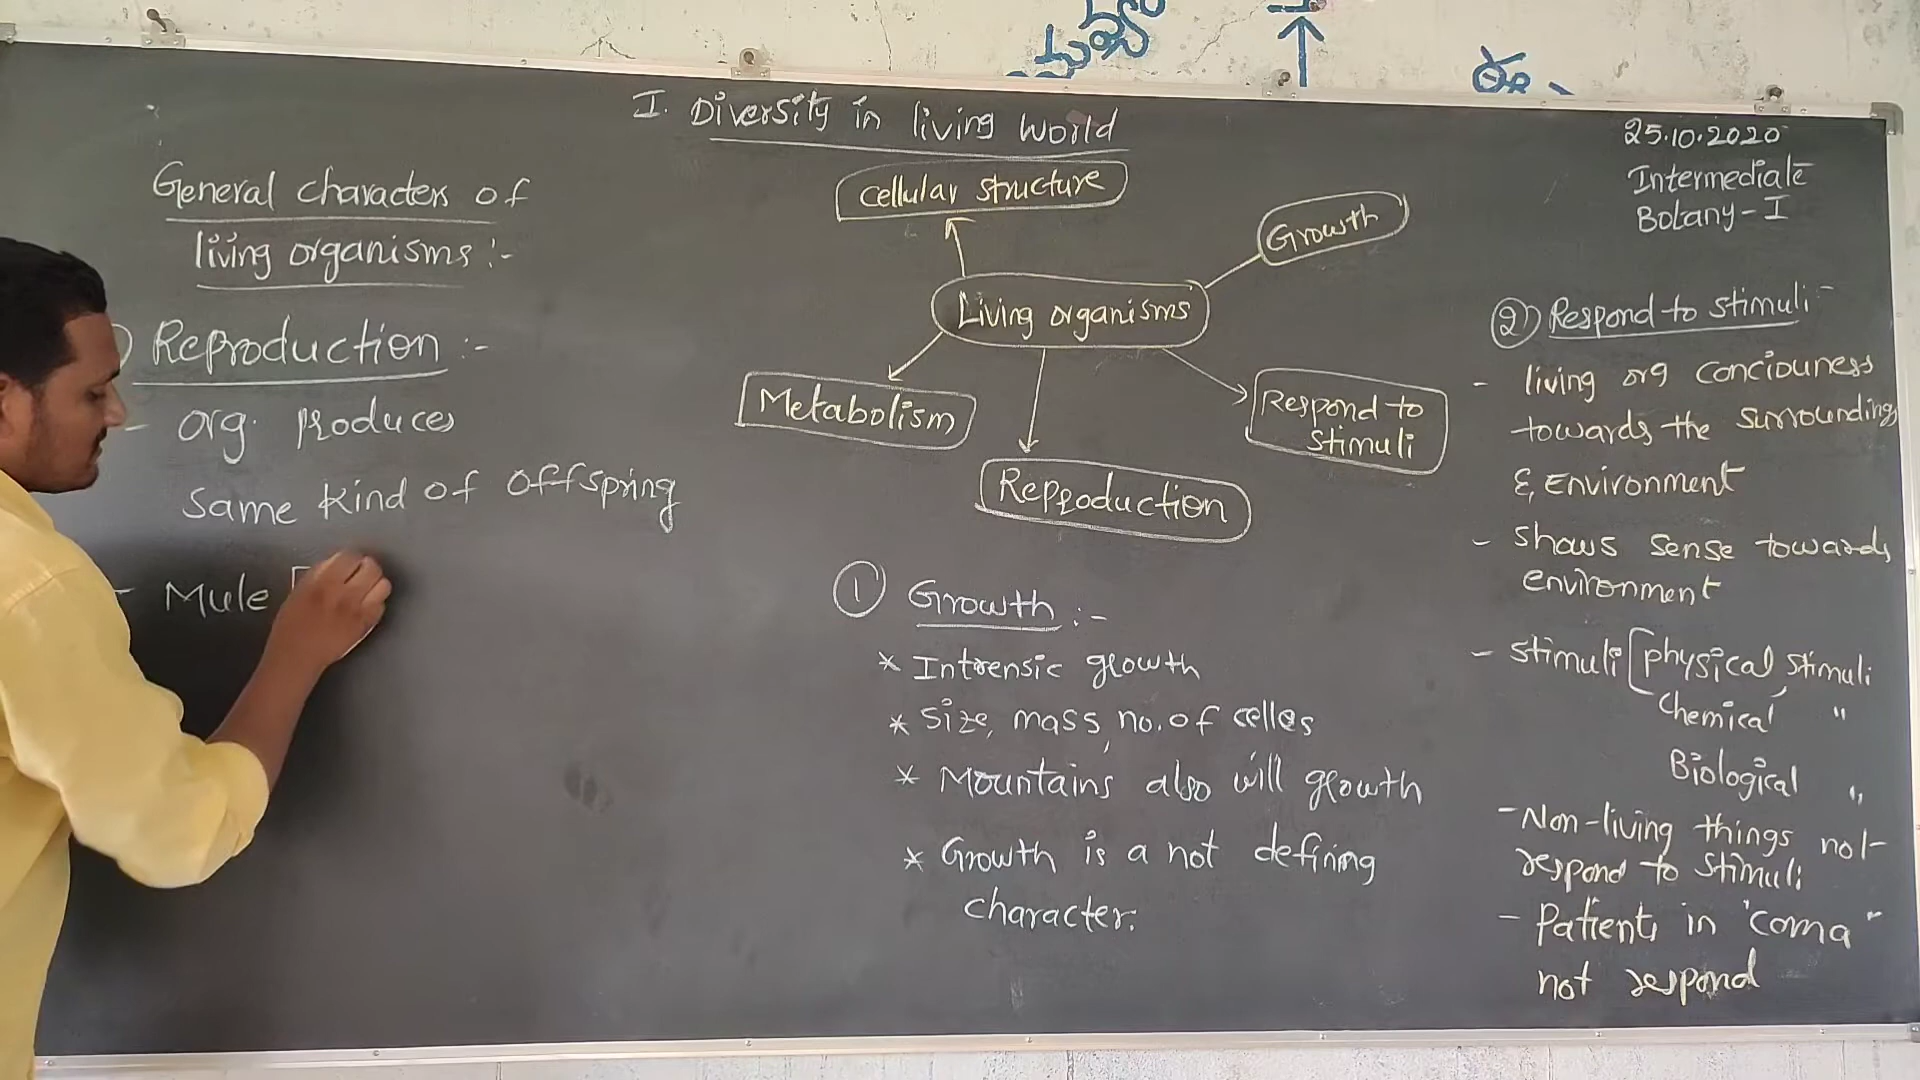 I. Diversity in living world
25.10.2020
Intermediate
Botany - I
General characters of
living organisms :-
Reproduction :-
- org. produces
same kind of offspring
- Mule [
cellular structure
Growth
Living organisms
Metabolism
Respond to
stimuli
Reproduction
① Growth :-
* Intrensic growth
* Size, mass, no. of celles
* Mountains also will growth
* Growth is a not defining
character.
② Respond to stimuli -
- living org conciouness
towards the surroundings
& Environment
- shows sense towards
environment
- stimuli [physical, stimuli
Chemical "
Biological "
- Non-living things not-
respond to stimuli
- Patients in "coma"
not respond